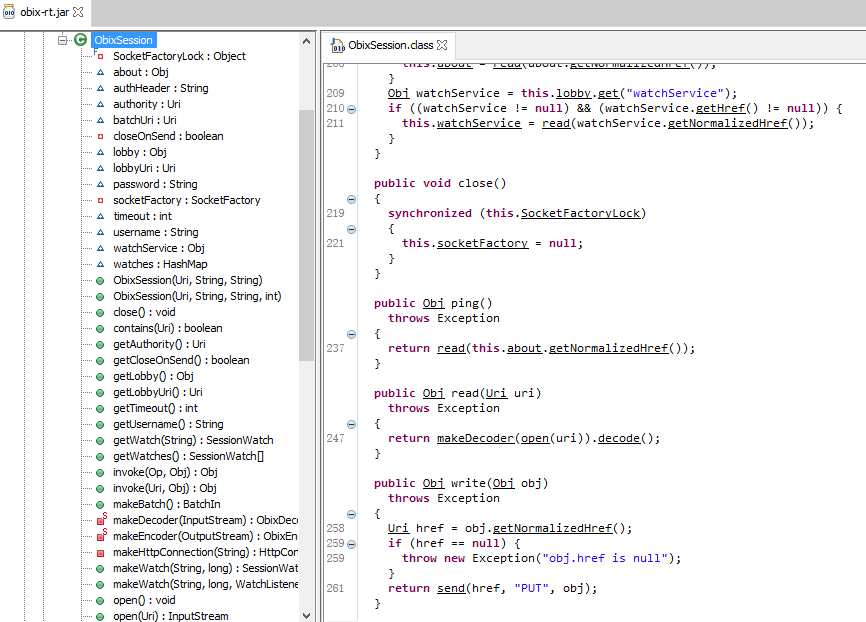 obix-rt.jar
ObixSession
SocketFactoryLock : Object
about : Obj
authHeader : String
authority : Uri
batchUri : Uri
closeOnSend : boolean
lobby : Obj
lobbyUri : Uri
password : String
socketFactory : SocketFactory
timeout : int
username : String
watchService : Obj
watches : HashMap
ObixSession(Uri, String, String)
ObixSession(Uri, String, String, int)
close() : void
contains(Uri) : boolean
getAuthority() : Uri
getCloseOnSend() : boolean
getLobby() : Obj
getLobbyUri() : Uri
getTimeout() : int
getUsername() : String
getWatch(String) : SessionWatch
getWatches() : SessionWatch[]
invoke(Op, Obj) : Obj
invoke(Uri, Obj) : Obj
makeBatch() : BatchIn
makeDecoder(InputStream) : ObixDeco
makeEncoder(OutputStream) : ObixEn
makeHttpConnection(String) : HttpCon
makeWatch(String, long) : SessionWat
makeWatch(String, long, WatchListene
open() : void
open(Uri) : InputStream
ObixSession.class
this.about = read(about.getNormalizedHref());
}
209 Obj watchService = this.lobby.get("watchService");
210 if ((watchService != null) && (watchService.getHref() != null)) {
211 this.watchService = read(watchService.getNormalizedHref());
}
}
public void close()
{
219 synchronized (this.SocketFactoryLock)
{
221 this.socketFactory = null;
}
}
public Obj ping()
throws Exception
{
237 return read(this.about.getNormalizedHref());
}
public Obj read(Uri uri)
throws Exception
{
247 return makeDecoder(open(uri)).decode();
}
public Obj write(Obj obj)
throws Exception
{
258 Uri href = obj.getNormalizedHref();
259 if (href == null) {
259 throw new Exception("obj.href is null");
}
261 return send(href, "PUT", obj);
}